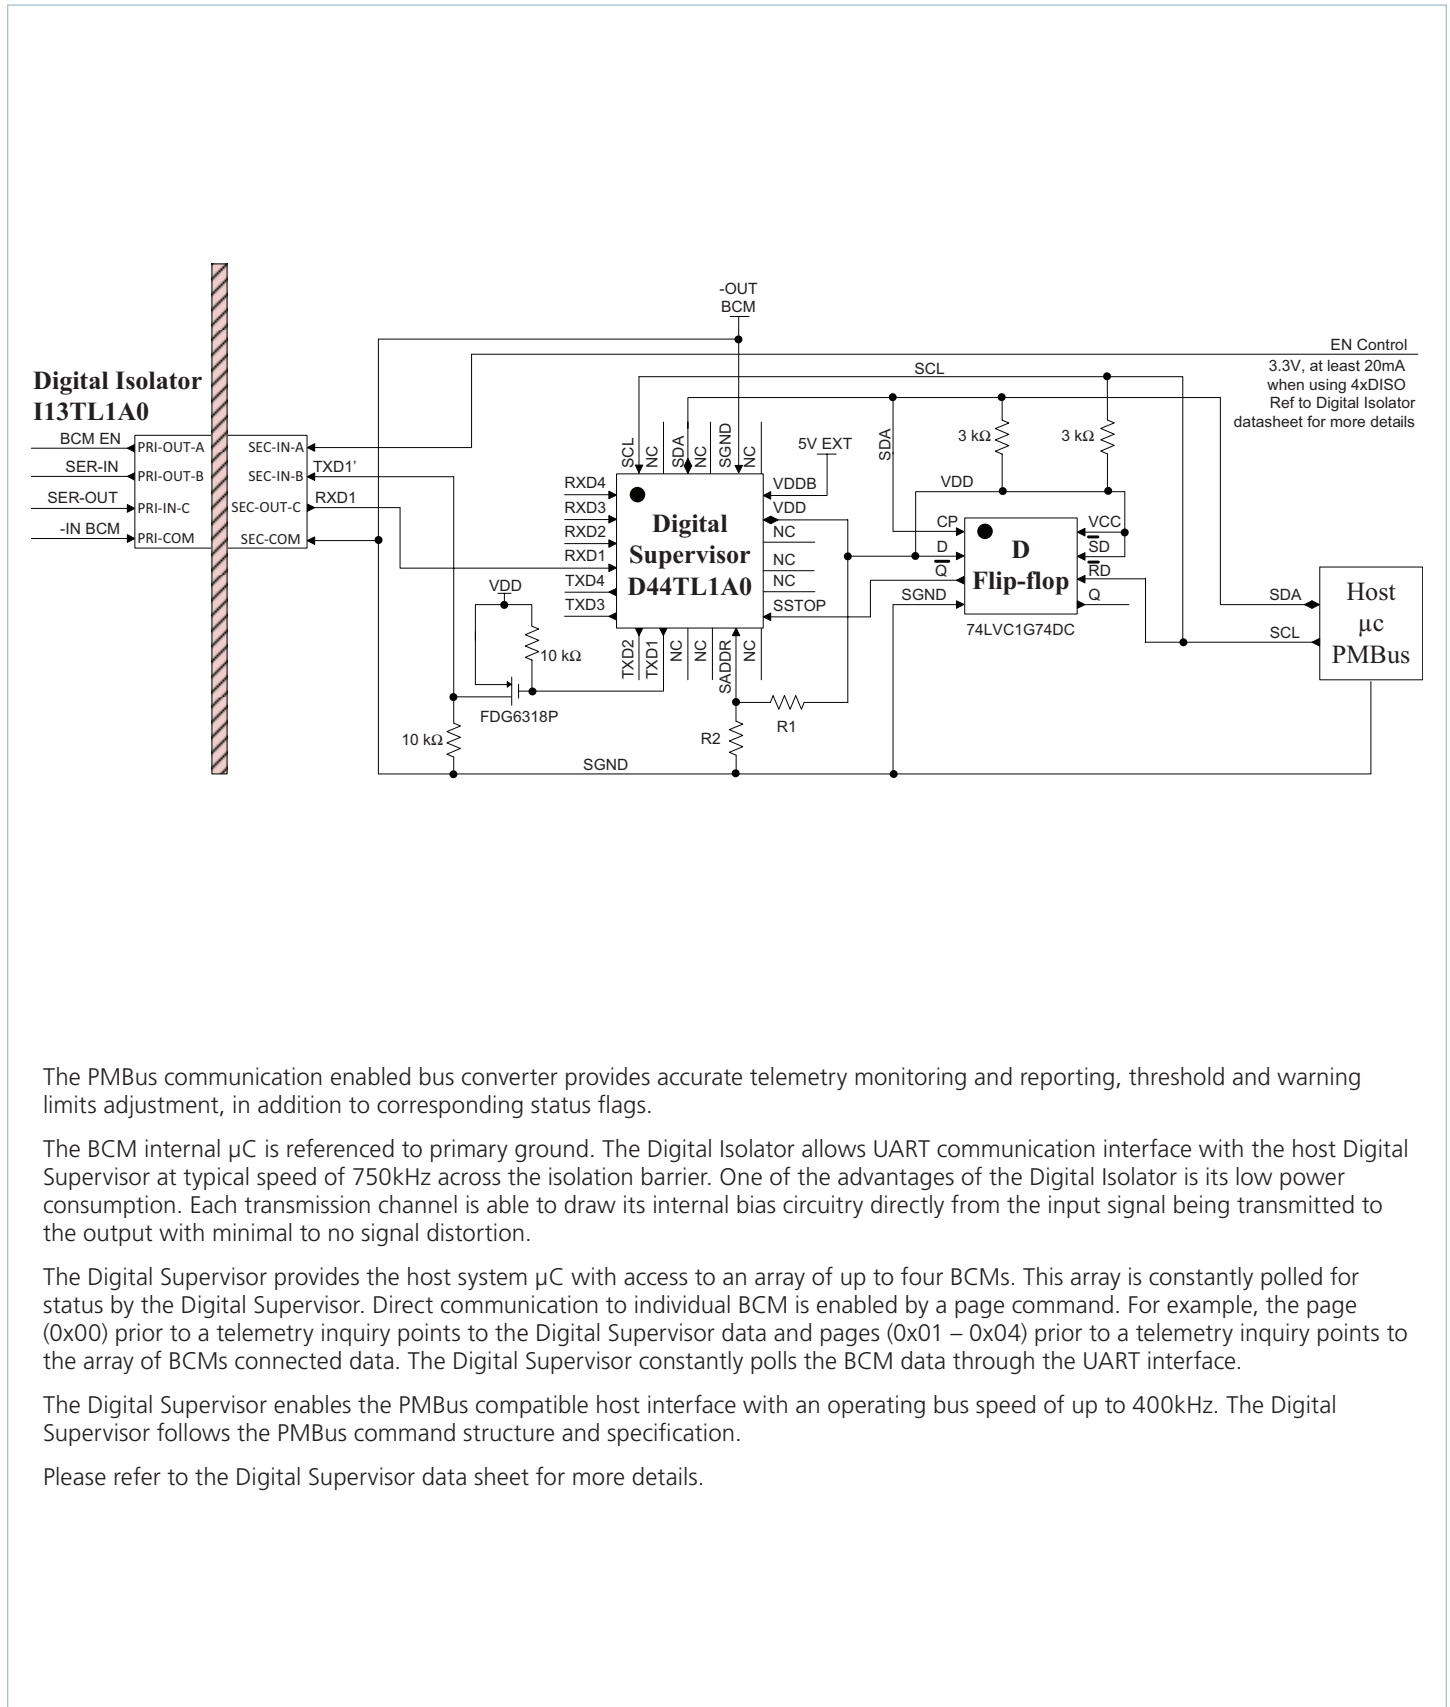 -OUT
BCM
EN Control
3.3V, at least 20mA
when using 4xDISO
Ref to Digital Isolator
datasheet for more details
SCL
Digital Isolator
I13TL1A0
BCM EN
SER-IN
SER-OUT
-IN BCM
PRI-OUT-A
PRI-OUT-B
PRI-IN-C
PRI-COM
SEC-IN-A
SEC-IN-B
SEC-OUT-C
SEC-COM
TXD1’
RXD1
SCL
NC
SDA
NC
SGND
NC
5V EXT
SDA
3 kΩ
3 kΩ
VDD
RXD4
RXD3
RXD2
RXD1
TXD4
TXD3
Digital
Supervisor
D44TL1A0
VDDB
VDD
NC
NC
NC
SSTOP
TXD2
TXD1
NC
NC
SADDR
NC
CP
D
Q
SGND
D
Flip-flop
74LVC1G74DC
VCC
SD
RD
Q
SDA
SCL
Host
µc
PMBus
VDD
10 kΩ
FDG6318P
10 kΩ
R1
R2
SGND
The PMBus communication enabled bus converter provides accurate telemetry monitoring and reporting, threshold and warning
limits adjustment, in addition to corresponding status flags.
The BCM internal µC is referenced to primary ground. The Digital Isolator allows UART communication interface with the host Digital
Supervisor at typical speed of 750kHz across the isolation barrier. One of the advantages of the Digital Isolator is its low power
consumption. Each transmission channel is able to draw its internal bias circuitry directly from the input signal being transmitted to
the output with minimal to no signal distortion.
The Digital Supervisor provides the host system µC with access to an array of up to four BCMs. This array is constantly polled for
status by the Digital Supervisor. Direct communication to individual BCM is enabled by a page command. For example, the page
(0x00) prior to a telemetry inquiry points to the Digital Supervisor data and pages (0x01 – 0x04) prior to a telemetry inquiry points to
the array of BCMs connected data. The Digital Supervisor constantly polls the BCM data through the UART interface.
The Digital Supervisor enables the PMBus compatible host interface with an operating bus speed of up to 400kHz. The Digital
Supervisor follows the PMBus command structure and specification.
Please refer to the Digital Supervisor data sheet for more details.